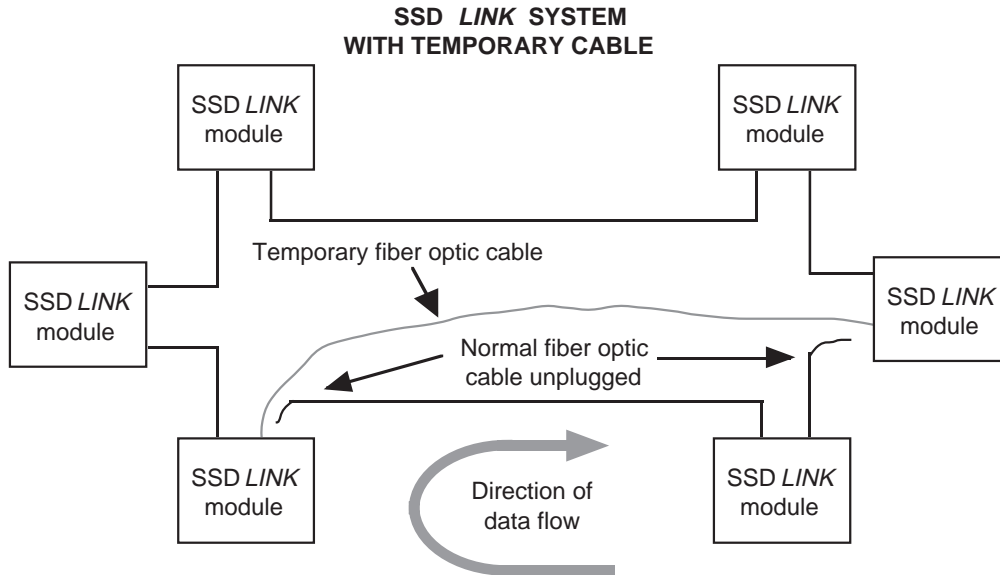 SSD LINK SYSTEM
WITH TEMPORARY CABLE
SSD LINK
module
SSD LINK
module
Temporary fiber optic cable
SSD LINK
module
SSD LINK
module
Normal fiber optic
cable unplugged
SSD LINK
module
Direction of
data flow
SSD LINK
module